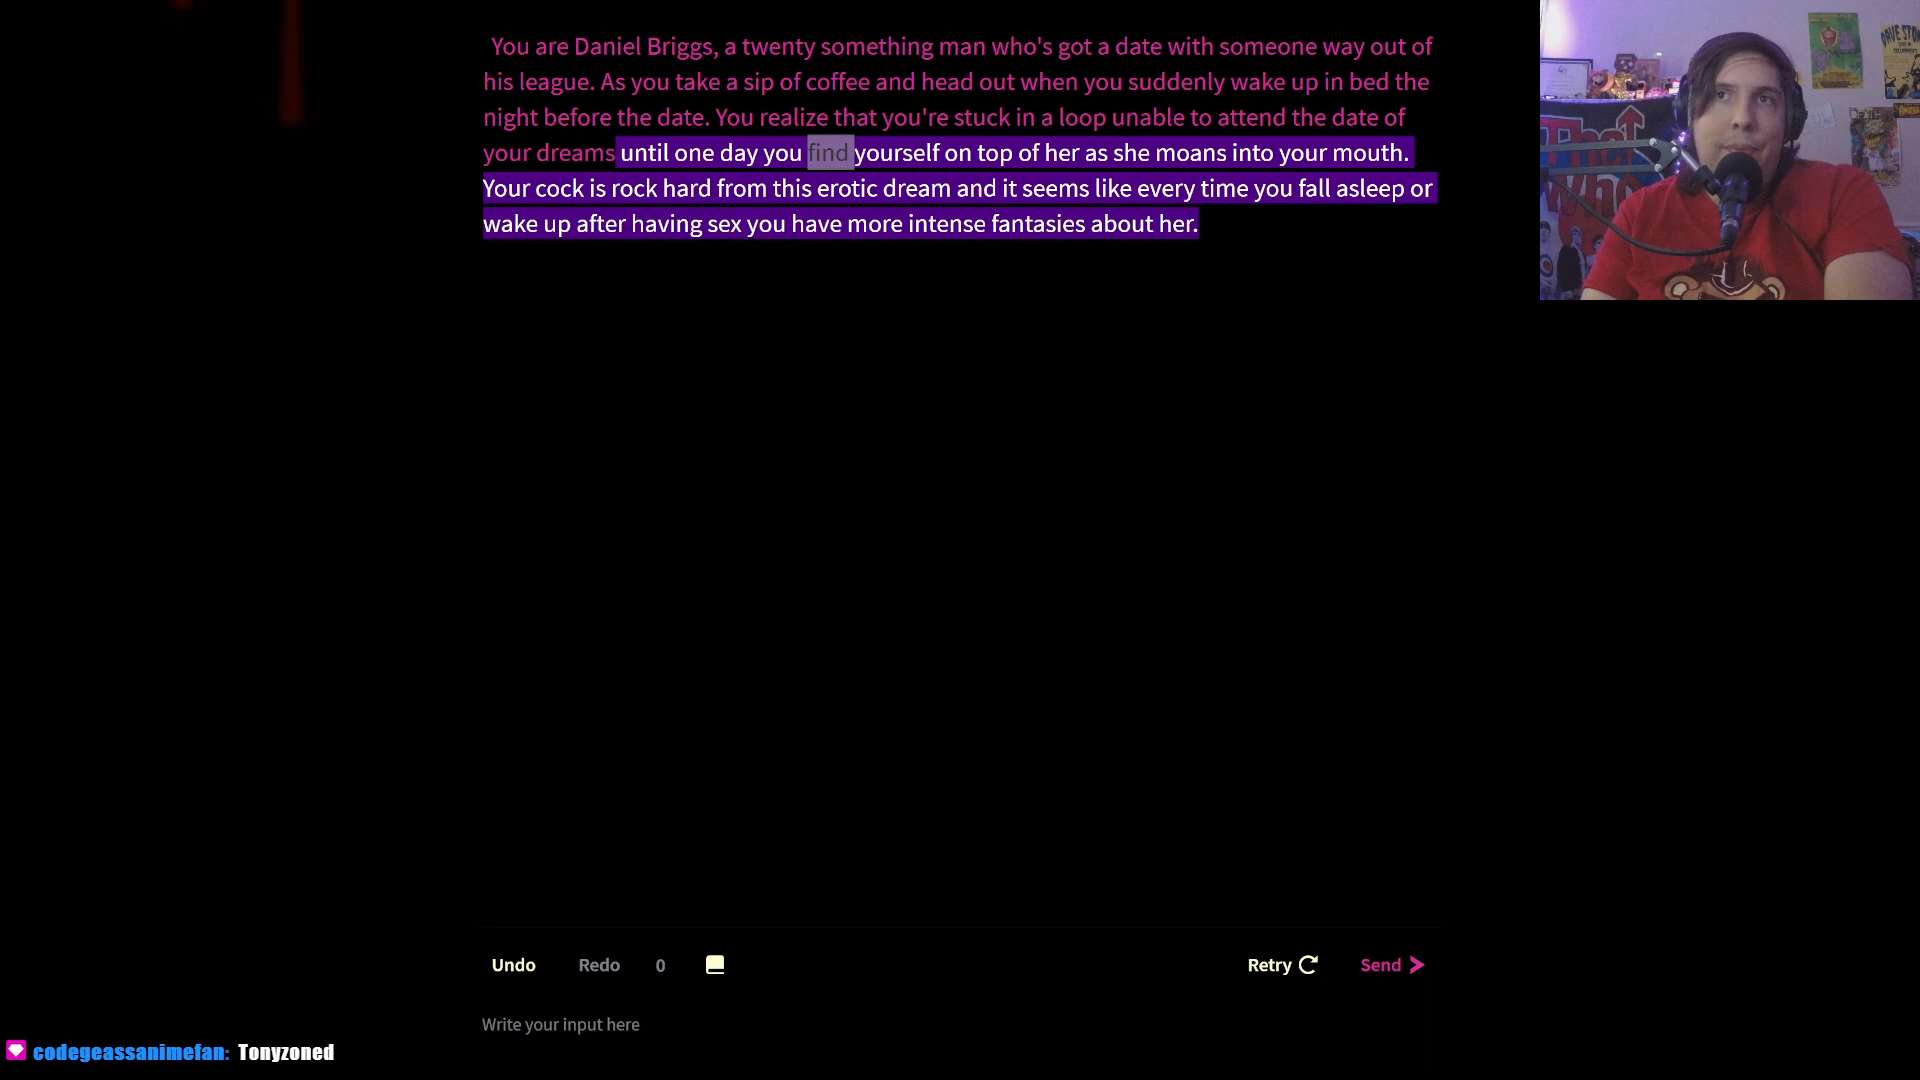 You are Daniel Briggs, a twenty something man who's got a date with someone way out of
his league. As you take a sip of coffee and head out when you suddenly wake up in bed the
night before the date. You realize that you're stuck in a loop unable to attend the date of
your dreams until one day you find yourself on top of her as she moans into your mouth.
Your cock is rock hard from this erotic dream and it seems like every time you fall asleep or
wake up after having sex you have more intense fantasies about her.
Undo Redo 0 Retry Send
Write your input here
codegeassanimefan: Tonyzoned